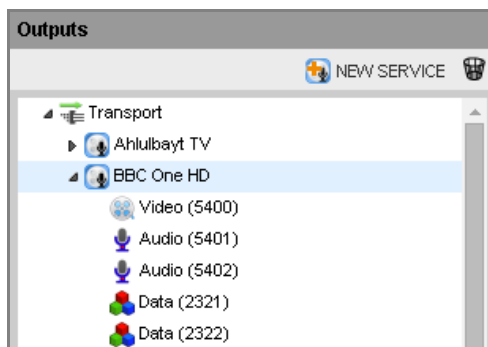 Outputs
NEW SERVICE
Transport
Ahlulbayt TV
BBC One HD
Video (5400)
Audio (5401)
Audio (5402)
Data (2321)
Data (2322)